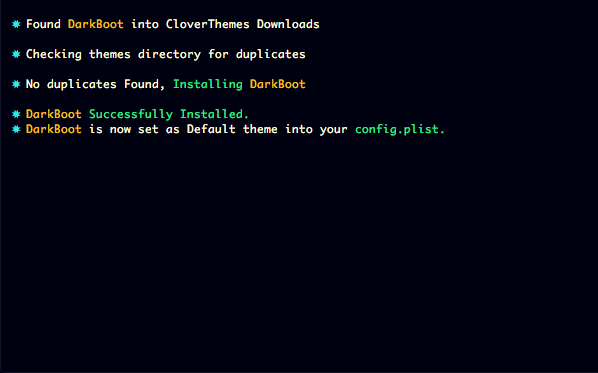 ✸ Found DarkBoot into CloverThemes Downloads
✸ Checking themes directory for duplicates
✸ No duplicates Found, Installing DarkBoot
✸ DarkBoot Successfully Installed.
✸ DarkBoot is now set as Default theme into your config.plist.